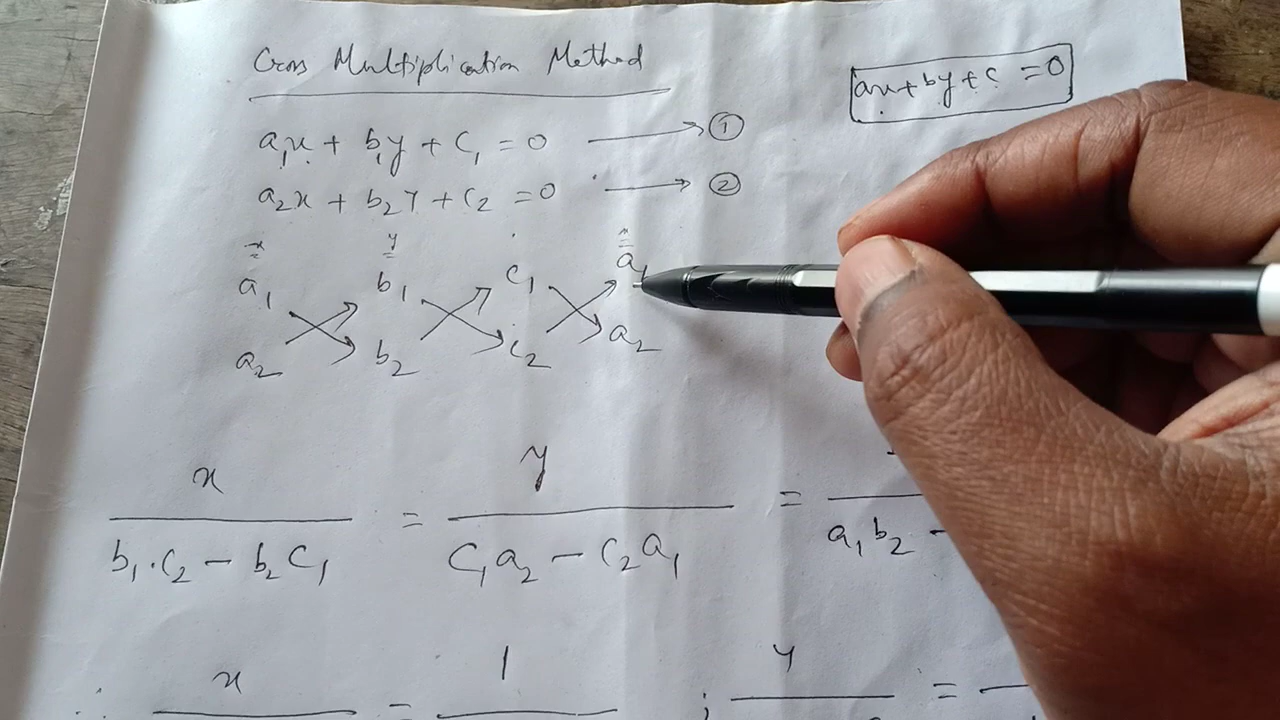 Cross Multiplication Method
ax + by + c = 0
a₁x + b₁y + c₁ = 0 → ①
a₂x + b₂y + c₂ = 0 → ②
x y x
a₁ b₁ c₁ a₁
a₂ b₂ c₂ a₂
x = y =
b₁·c₂ − b₂c₁ c₁a₂ − c₂a₁ a₁b₂ −
x = 1 ; y =